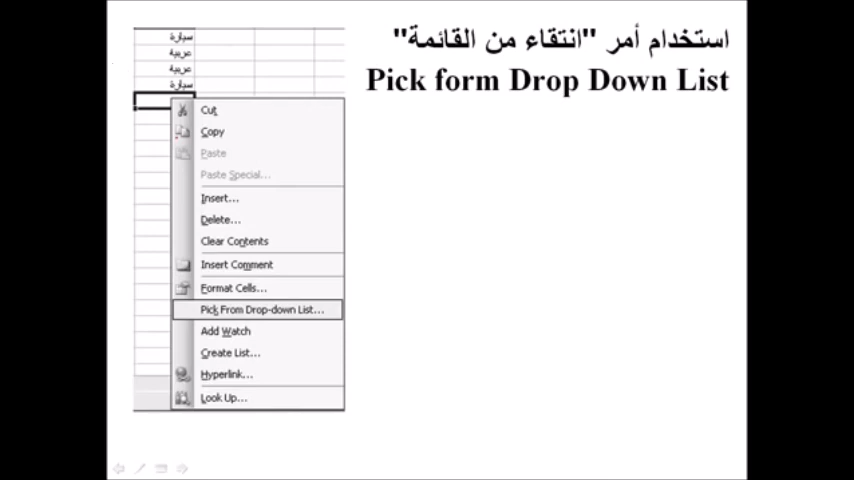 استخدام أمر "انتقاء من القائمة"
Pick form Drop Down List
سيارة
عربية
عربية
سيارة
Cut
Copy
Paste
Paste Special...
Insert...
Delete...
Clear Contents
Insert Comment
Format Cells...
Pick From Drop-down List...
Add Watch
Create List...
Hyperlink...
Look Up...